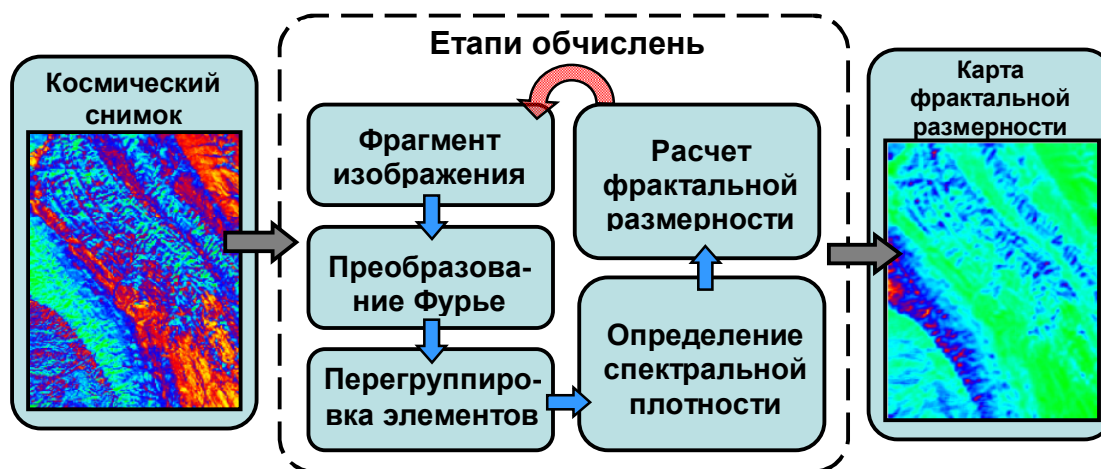 Космический
снимок
Етапи обчислень
Фрагмент
изображения
Преобразова-
ние Фурье
Перегруппиро-
вка элементов
Определение
спектральной
плотности
Расчет
фрактальной
размерности
Карта
фрактальной
размерности